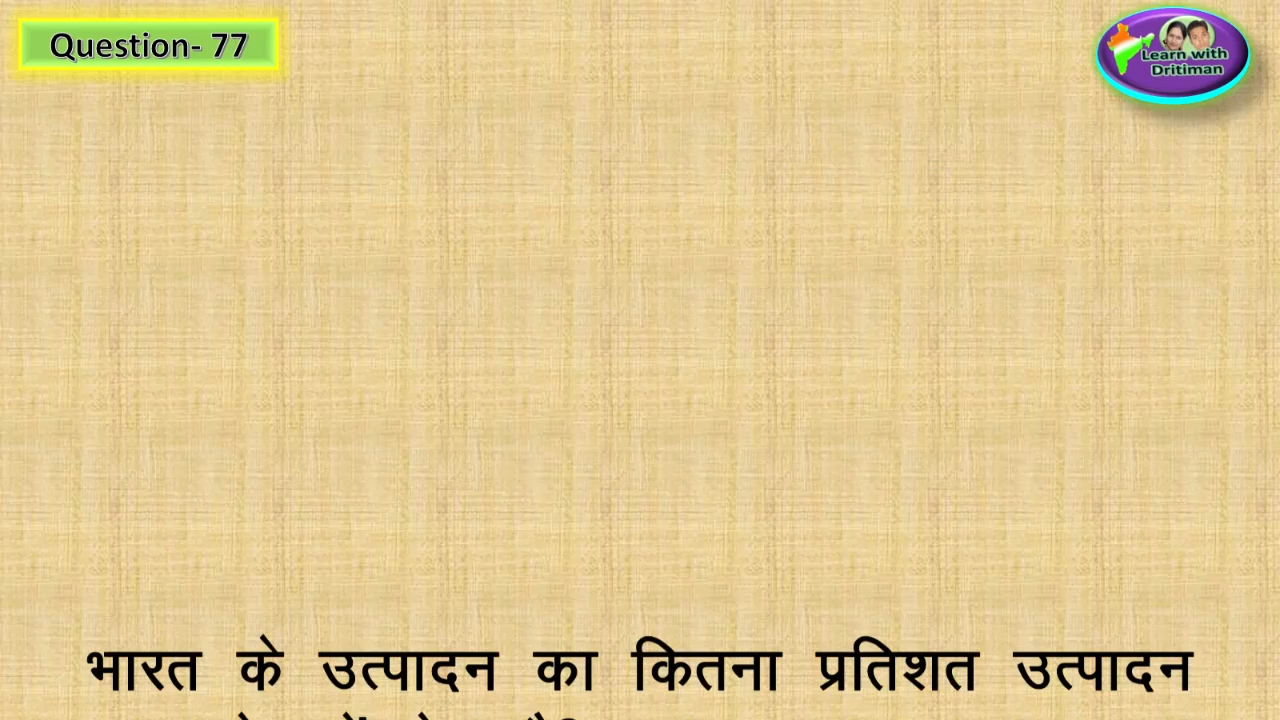 Question- 77
Learn with
Dritiman
भारत के उत्पादन का कितना प्रतिशत उत्पादन